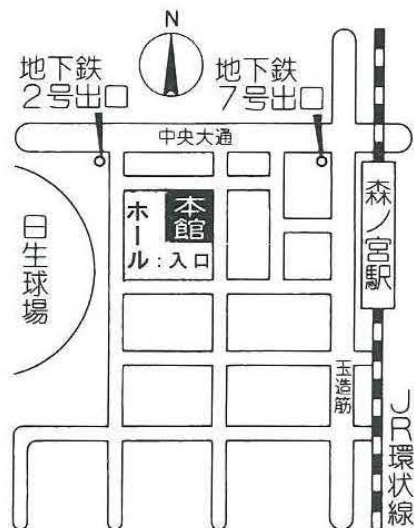 N
地下鉄
2号出口
地下鉄
7号出口
中央大通
本館
ホール
:入口
日生球場
森ノ宮駅
玉造筋
JR環状線